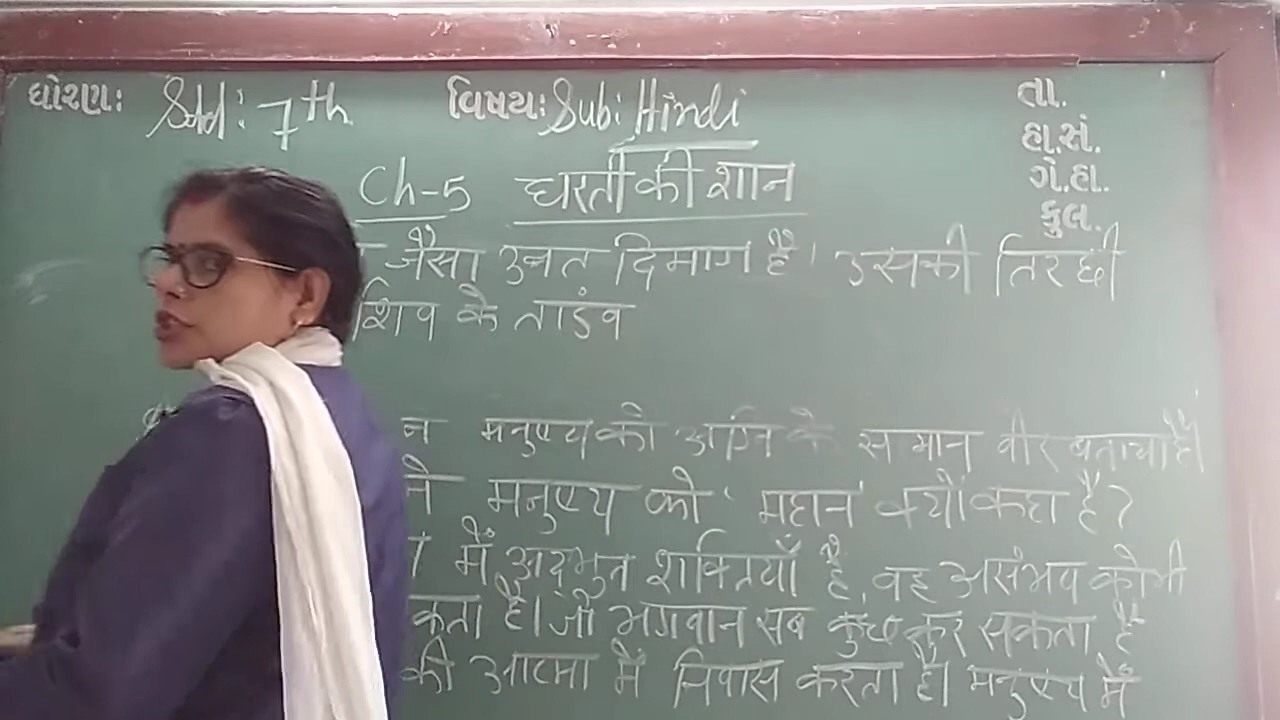 ધોરણ: Std: 7th વિષય: Sub: Hindi તા.
હા.સં.
ગે.હા.
કુલ.
Ch-5 धरती की शान
जैसा उन्नत दिमाग है। उसकी तिरछी
शिव के तांडव
न मनुष्य को अग्नि के समान वीर बताया है।
ने मनुष्य को 'महान' क्यों कहा है?
में अद्भुत शक्तियाँ है, वह असंभव को भी
कता है। जो भगवान सब कुछ कर सकता है
की आत्मा में निवास करता है। मनुष्य में